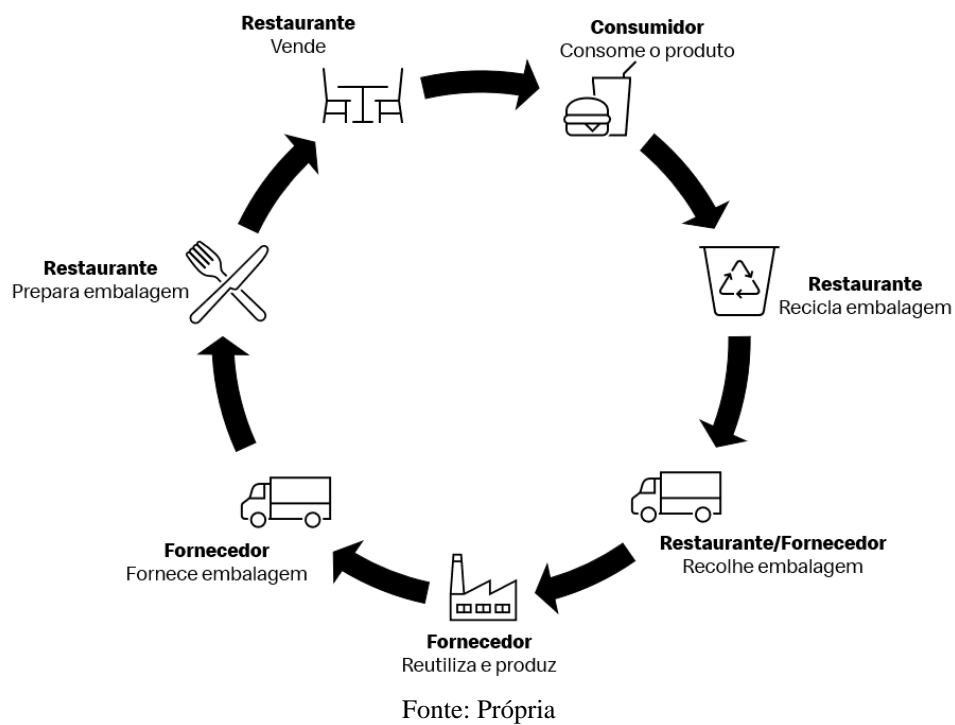 Restaurante
Vende
Consumidor
Consome o produto
Restaurante
Recicla embalagem
Restaurante/Fornecedor
Recolhe embalagem
Fornecedor
Reutiliza e produz
Fornecedor
Fornece embalagem
Restaurante
Prepara embalagem
Fonte: Própria